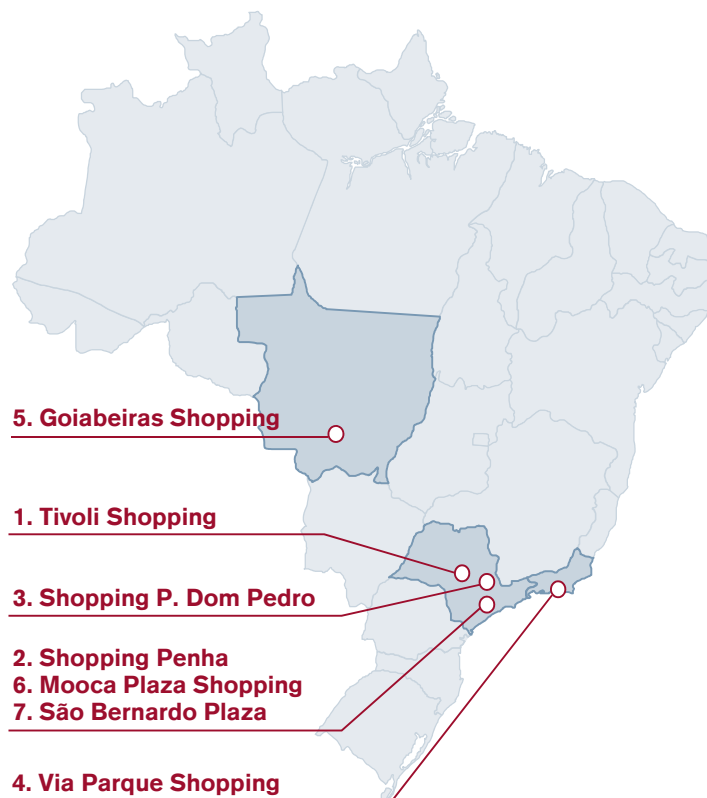 5. Goiabeiras Shopping
1. Tivoli Shopping
3. Shopping P. Dom Pedro
2. Shopping Penha
6. Mooca Plaza Shopping
7. São Bernardo Plaza
4. Via Parque Shopping